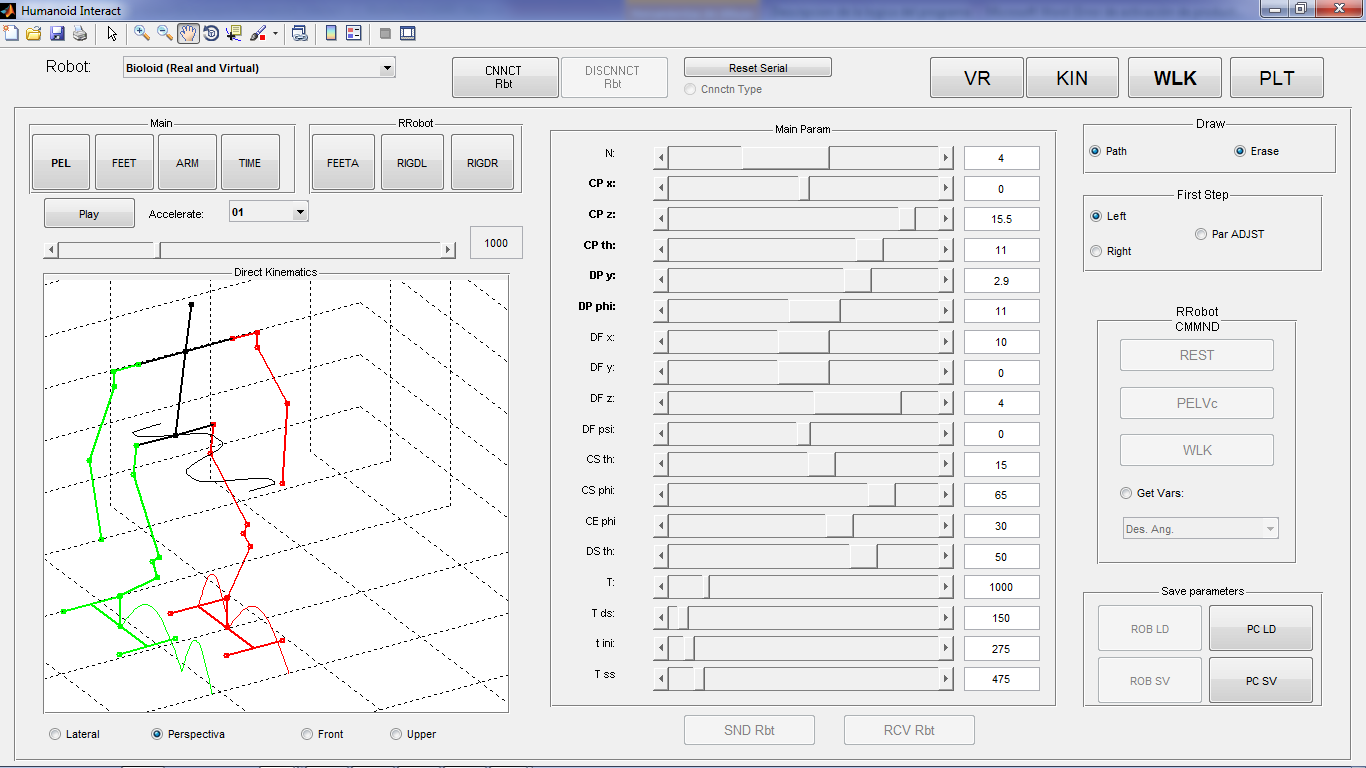 Humanoid Interact
Robot:
Bioloid (Real and Virtual)
CNNCT
Rbt
DISCNNCT
Rbt
Reset Serial
Cnnctn Type
VR
KIN
WLK
PLT
Main
PEL
FEET
ARM
TIME
RRobot
FEETA
RIGDL
RIGDR
Play
Accelerate:
01
1000
Direct Kinematics
Lateral
Perspectiva
Front
Upper
Main Param
N:
4
CP x:
0
CP z:
15.5
CP th:
11
DP y:
2.9
DP phi:
11
DF x:
10
DF y:
0
DF z:
4
DF psi:
0
CS th:
15
CS phi:
65
CE phi
30
DS th:
50
T:
1000
T ds:
150
t ini:
275
T ss
475
SND Rbt
RCV Rbt
Draw
Path
Erase
First Step
Left
Right
Par ADJST
RRobot
CMMND
REST
PELVc
WLK
Get Vars:
Des. Ang.
Save parameters
ROB LD
PC LD
ROB SV
PC SV